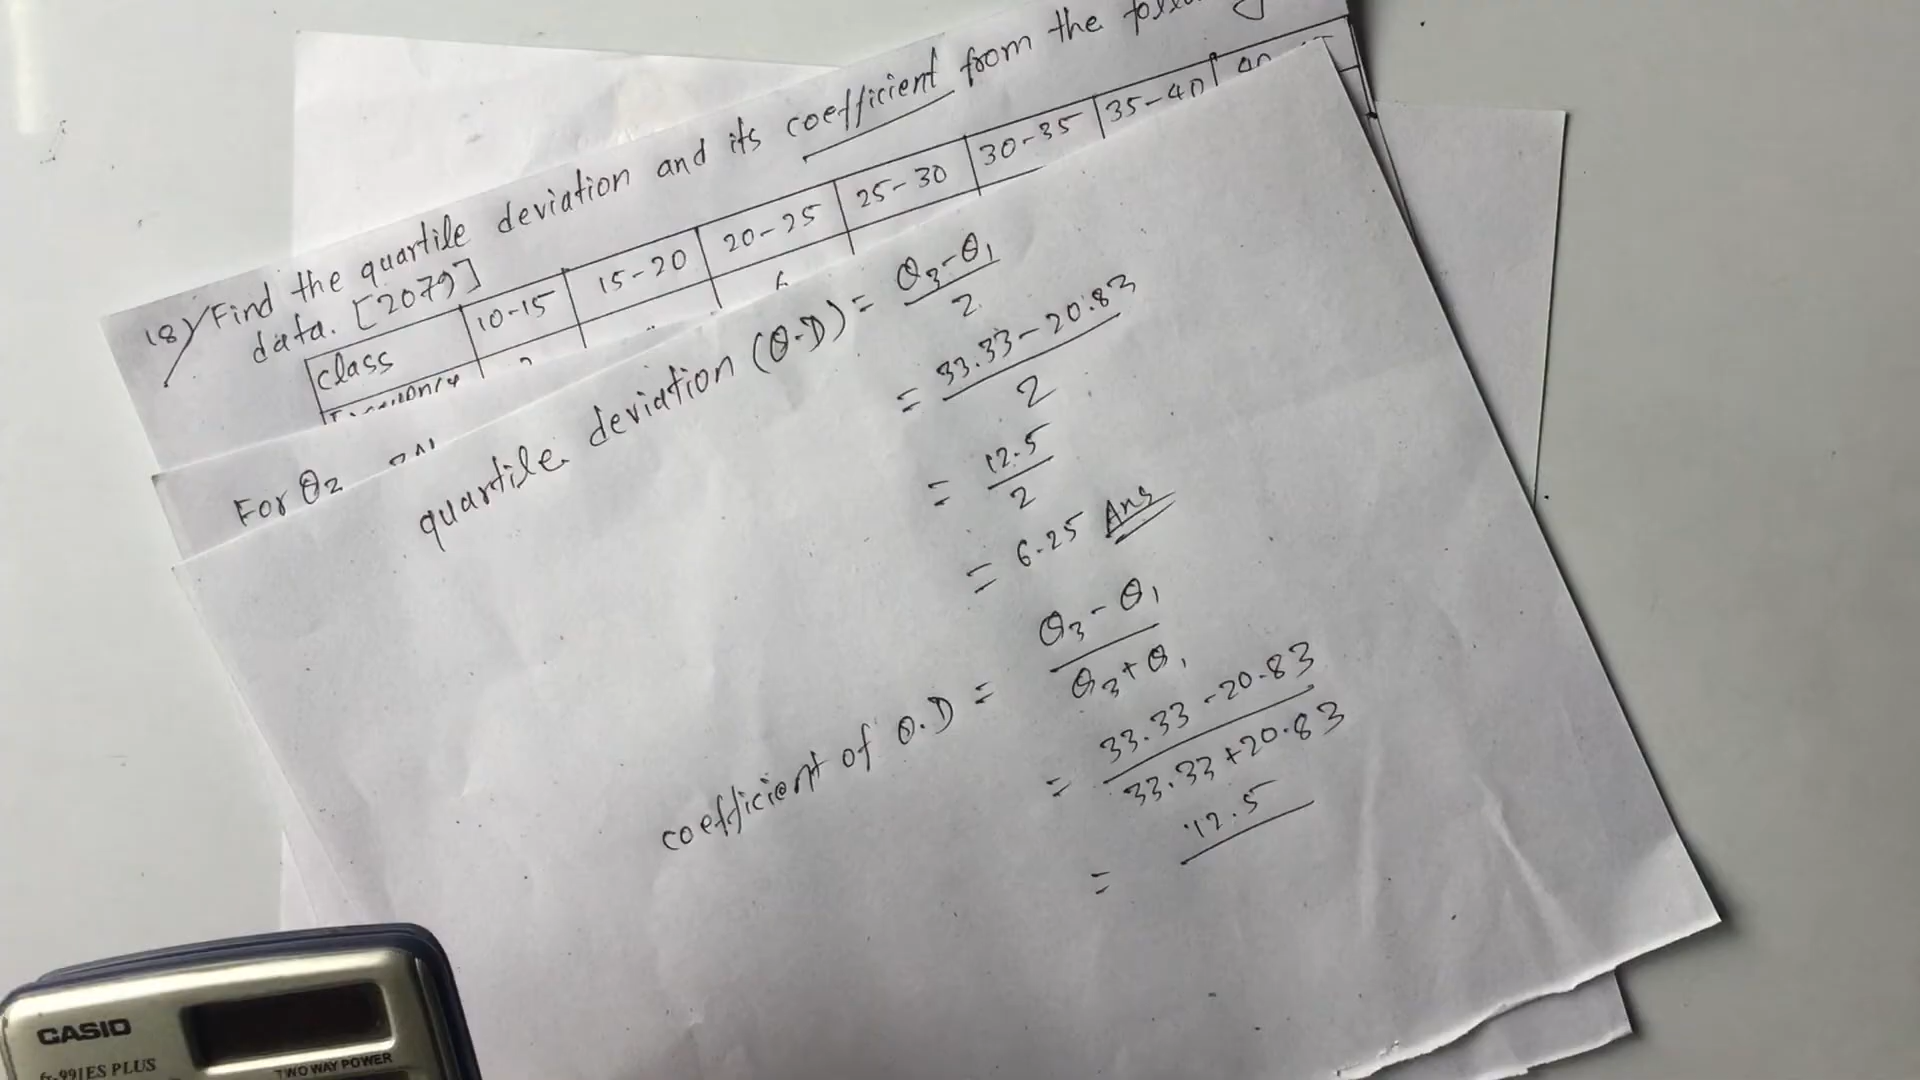 18) Find the quartile deviation and its coefficient from the
data. [2079]
class 10-15 15-20 20-25 25-30 30-35 35-40
For Q2
quartile deviation (Q.D) = Q3-Q1 / 2
= 33.33-20.83 / 2
= 12.5 / 2
= 6.25 Ans
coefficient of Q.D = Q3-Q1 / Q3+Q1
= 33.33-20.83 / 33.33+20.83
= 12.5
CASIO
fx-991ES PLUS
TWO WAY POWER